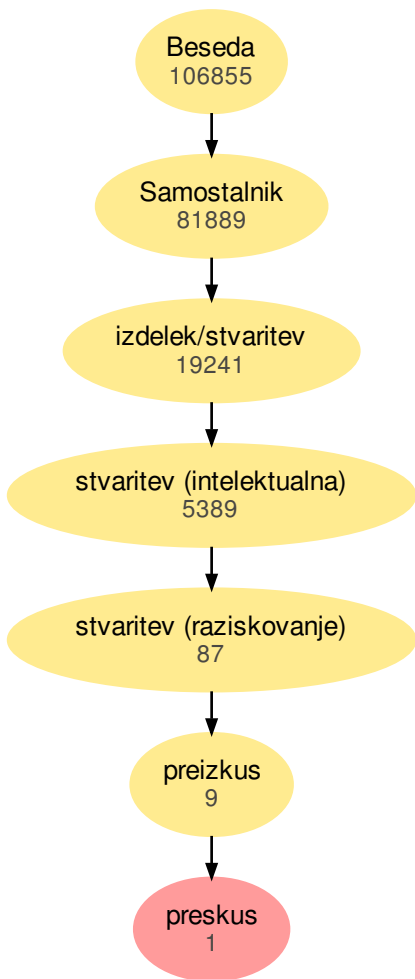 Beseda
106855
Samostalnik
81889
izdelek/stvaritev
19241
stvaritev (intelektualna)
5389
stvaritev (raziskovanje)
87
preizkus
9
preskus
1